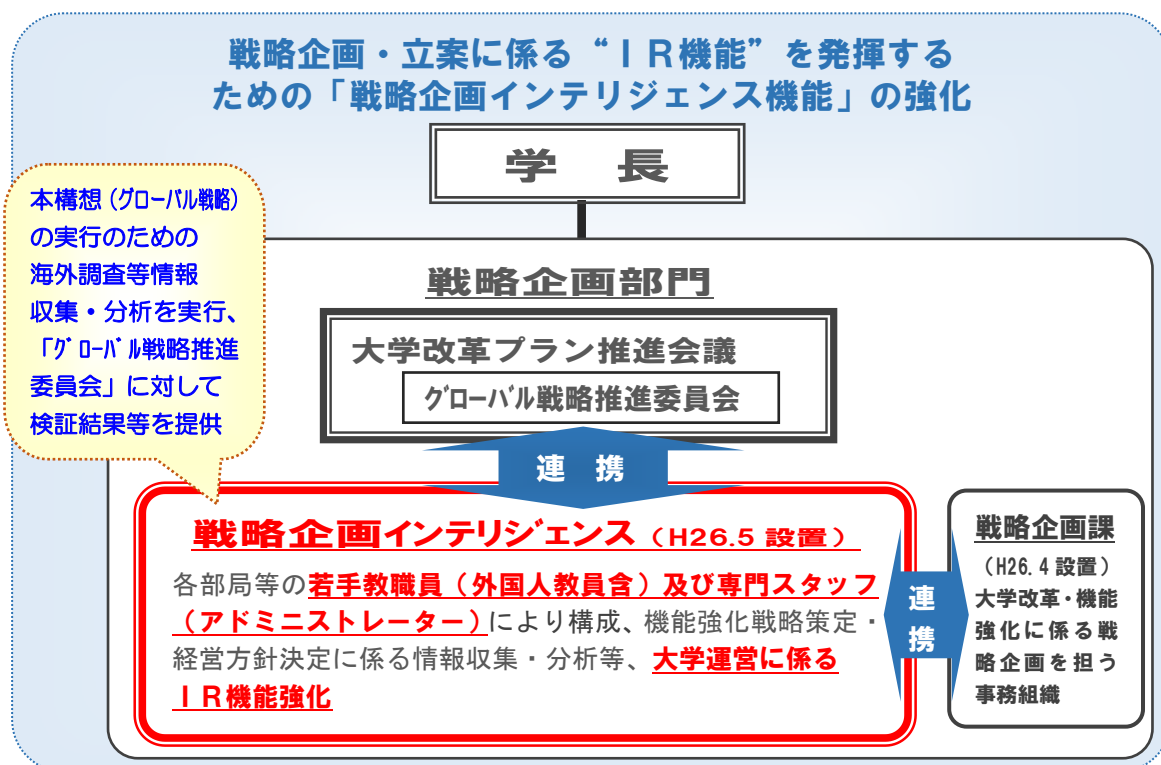 戦略企画・立案に係る“ＩＲ機能”を発揮する
ための「戦略企画インテリジェンス機能」の強化
学　長
本構想（ｸﾞﾛｰﾊﾞﾙ戦略）
の実行のための
海外調査等情報
収集・分析を実行、
「ｸﾞﾛｰﾊﾞﾙ戦略推進
委員会」に対して
検証結果等を提供
戦略企画部門
大学改革プラン推進会議
ｸﾞﾛｰﾊﾞﾙ戦略推進委員会
連　携
戦略企画インテリジェンス（H26.5 設置）
各部局等の若手教職員（外国人教員含）及び専門スタッフ
（アドミニストレーター）により構成、機能強化戦略策定・
経営方針決定に係る情報収集・分析等、大学運営に係る
ＩＲ機能強化
連
携
戦略企画課
（H26.4 設置）
大学改革・機能
強化に係る戦
略企画を担う
事務組織